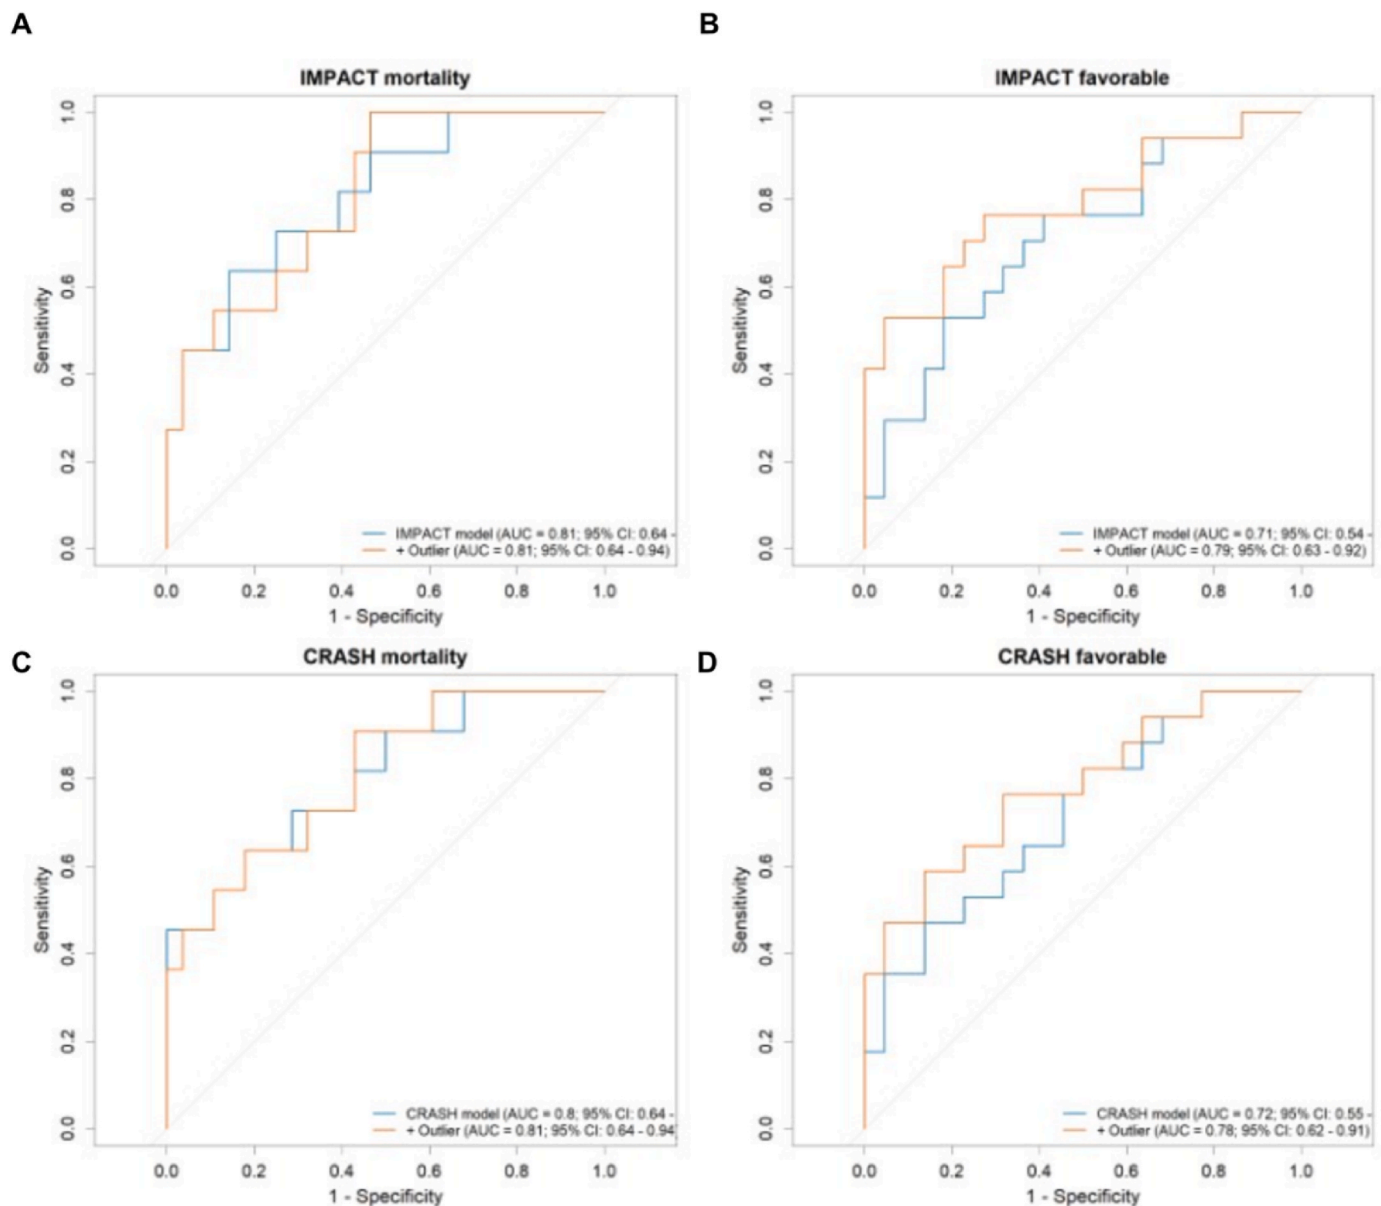 A
B
IMPACT mortality
IMPACT favorable
Sensitivity
0.0 0.2 0.4 0.6 0.8 1.0
IMPACT model (AUC = 0.81; 95% CI: 0.64 -
+ Outlier (AUC = 0.81; 95% CI: 0.64 - 0.94)
0.0 0.2 0.4 0.6 0.8 1.0
1 - Specificity
Sensitivity
0.0 0.2 0.4 0.6 0.8 1.0
IMPACT model (AUC = 0.71; 95% CI: 0.54 -
+ Outlier (AUC = 0.79; 95% CI: 0.63 - 0.92)
0.0 0.2 0.4 0.6 0.8 1.0
1 - Specificity
C
D
CRASH mortality
CRASH favorable
Sensitivity
0.0 0.2 0.4 0.6 0.8 1.0
CRASH model (AUC = 0.8; 95% CI: 0.64 -
+ Outlier (AUC = 0.81; 95% CI: 0.64 - 0.94
0.0 0.2 0.4 0.6 0.8 1.0
1 - Specificity
Sensitivity
0.0 0.2 0.4 0.6 0.8 1.0
CRASH model (AUC = 0.72; 95% CI: 0.55 -
+ Outlier (AUC = 0.78; 95% CI: 0.62 - 0.91)
0.0 0.2 0.4 0.6 0.8 1.0
1 - Specificity